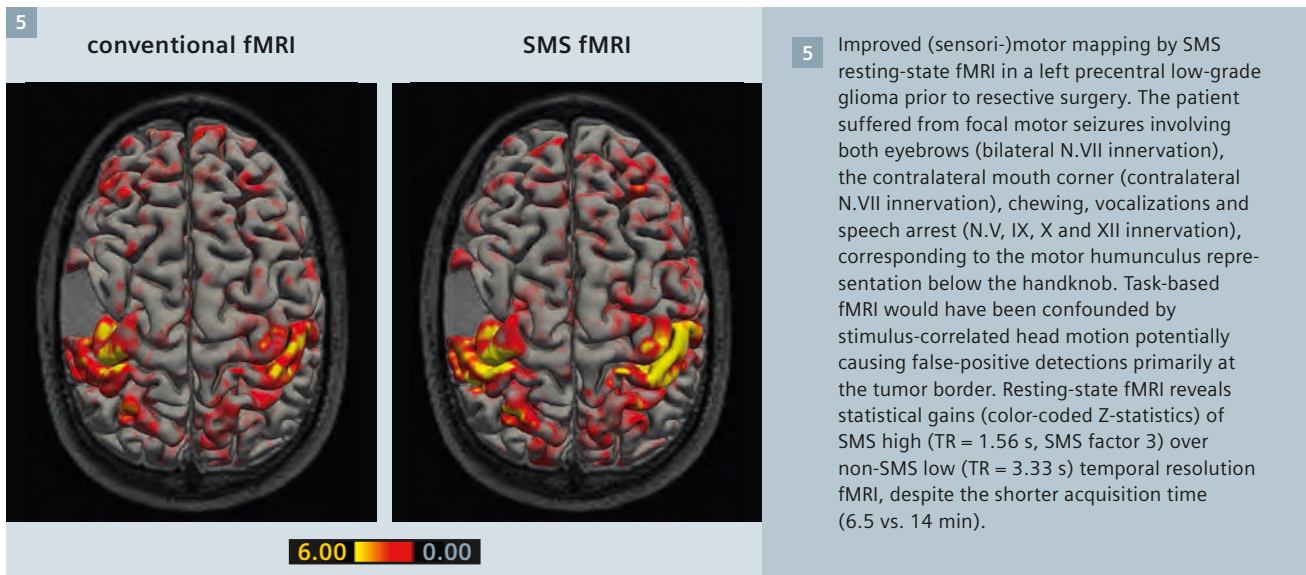 5
conventional fMRI
SMS fMRI
6.00 0.00
5
Improved (sensori-)motor mapping by SMS
resting-state fMRI in a left precentral low-grade
glioma prior to resective surgery. The patient
suffered from focal motor seizures involving
both eyebrows (bilateral N.VII innervation),
the contralateral mouth corner (contralateral
N.VII innervation), chewing, vocalizations and
speech arrest (N.V, IX, X and XII innervation),
corresponding to the motor humunculus repre-
sentation below the handknob. Task-based
fMRI would have been confounded by
stimulus-correlated head motion potentially
causing false-positive detections primarily at
the tumor border. Resting-state fMRI reveals
statistical gains (color-coded Z-statistics) of
SMS high (TR = 1.56 s, SMS factor 3) over
non-SMS low (TR = 3.33 s) temporal resolution
fMRI, despite the shorter acquisition time
(6.5 vs. 14 min).